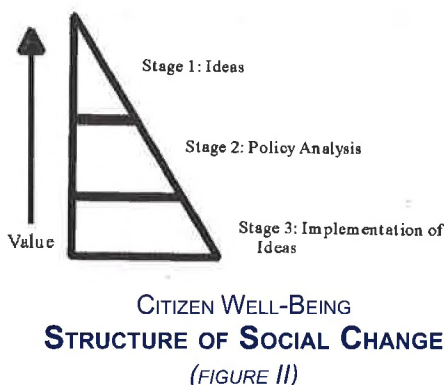 Stage 1: Ideas
Stage 2: Policy Analysis
Value
Stage 3: Implementation of
Ideas
CITIZEN WELL-BEING
STRUCTURE OF SOCIAL CHANGE
(FIGURE II)